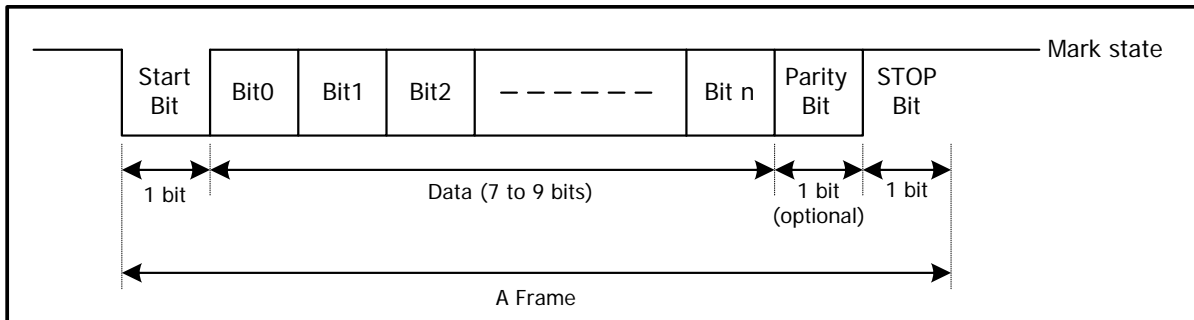 Mark state
Start
Bit
Bit0
Bit1
Bit2
Bit n
Parity
Bit
STOP
Bit
1 bit
Data (7 to 9 bits)
1 bit
(optional)
1 bit
A Frame